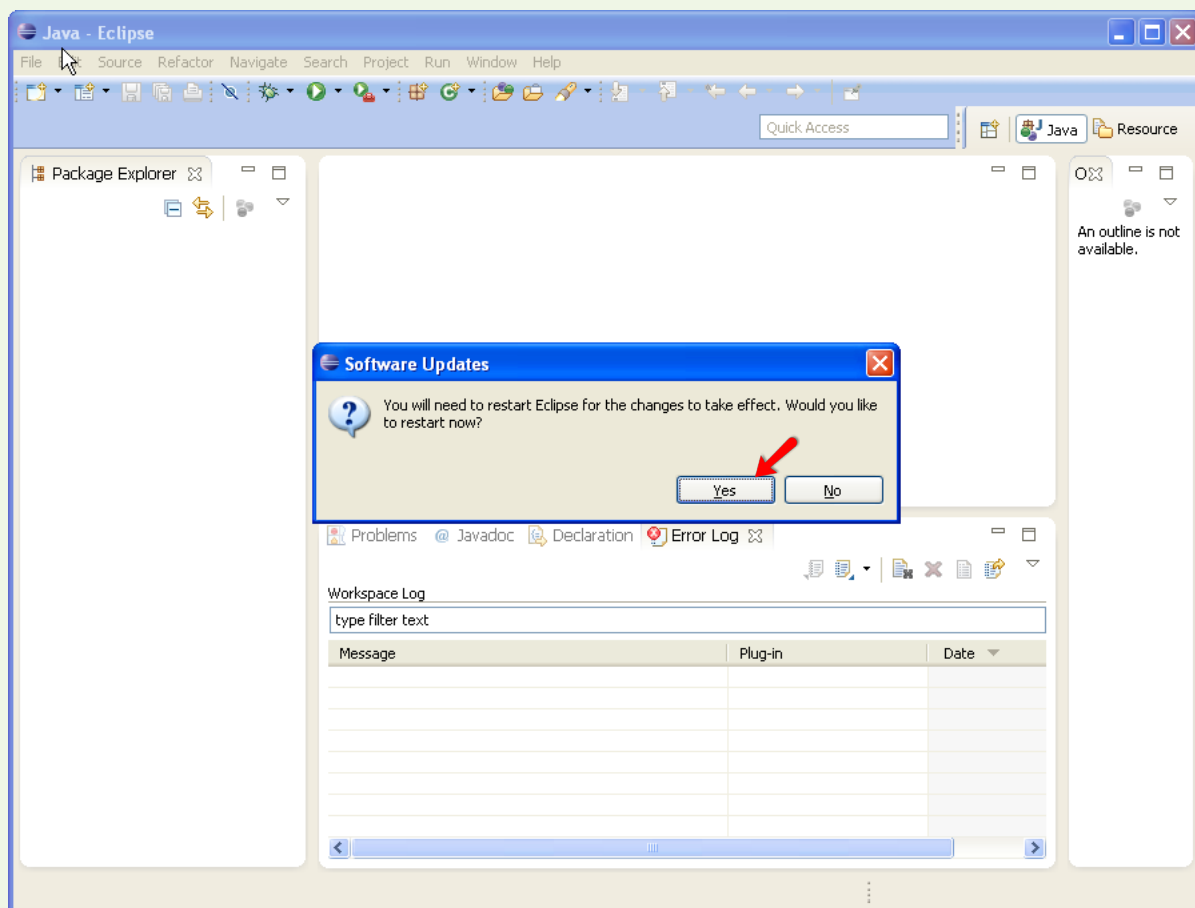 Java - Eclipse
File Edit Source Refactor Navigate Search Project Run Window Help
Quick Access
Java
Resource
Package Explorer
O
An outline is not
available.
Software Updates
You will need to restart Eclipse for the changes to take effect. Would you like
to restart now?
Yes
No
Problems
@ Javadoc
Declaration
Error Log
Workspace Log
type filter text
Message
Plug-in
Date